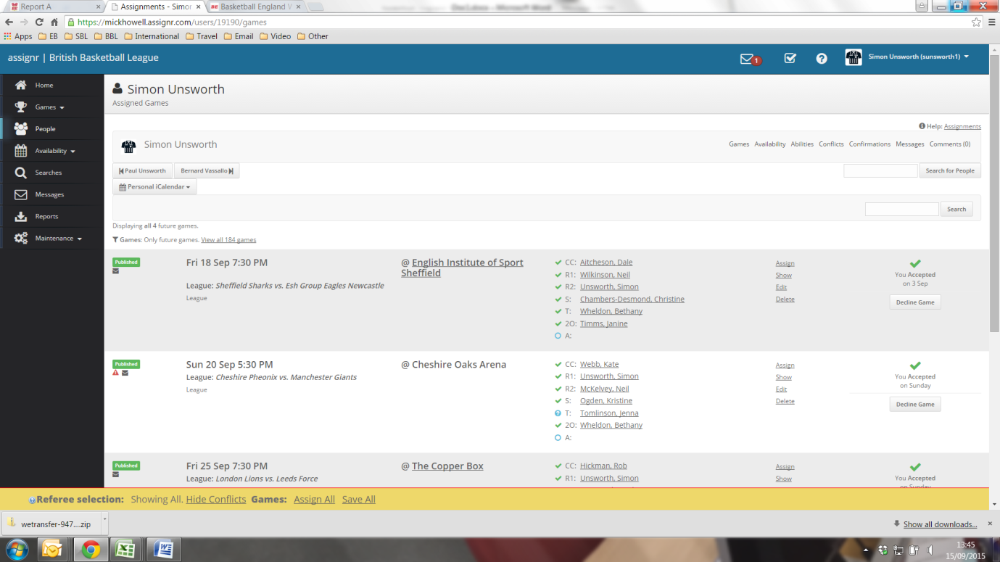 Report A
Assignments - Simon
Basketball England V
https://mickhowell.assignr.com/users/19190/games
Apps EB SBL BBL International Travel Email Video Other
assignr | British Basketball League
1
Simon Unsworth (sunsworth1)
Home
Games
People
Availability
Searches
Messages
Reports
Maintenance
Simon Unsworth
Assigned Games
Help: Assignments
Simon Unsworth
Games Availability Abilities Conflicts Confirmations Messages Comments (0)
Paul Unsworth Bernard Vassallo
Search for People
Personal iCalendar
Search
Displaying all 4 future games.
Games: Only future games. View all 184 games
Published
Fri 18 Sep 7:30 PM
League: Sheffield Sharks vs. Esh Group Eagles Newcastle
League
@ English Institute of Sport
Sheffield
CC: Aitcheson, Dale
R1: Wilkinson, Neil
R2: Unsworth, Simon
S: Chambers-Desmond, Christine
T: Wheldon, Bethany
2O: Timms, Janine
A:
Assign
Show
Edit
Delete
You Accepted
on 3 Sep
Decline Game
Published
Sun 20 Sep 5:30 PM
League: Cheshire Pheonix vs. Manchester Giants
League
@ Cheshire Oaks Arena
CC: Webb, Kate
R1: Unsworth, Simon
R2: McKelvey, Neil
S: Ogden, Kristine
T: Tomlinson, Jenna
2O: Wheldon, Bethany
A:
Assign
Show
Edit
Delete
You Accepted
on Sunday
Decline Game
Published
Fri 25 Sep 7:30 PM
League: London Lions vs. Leeds Force
@ The Copper Box
CC: Hickman, Rob
R1: Unsworth, Simon
Assign
Show
You Accepted
on Sunday
Referee selection: Showing All. Hide Conflicts Games: Assign All Save All
wetransfer-947....zip
Show all downloads...
13:45
15/09/2015